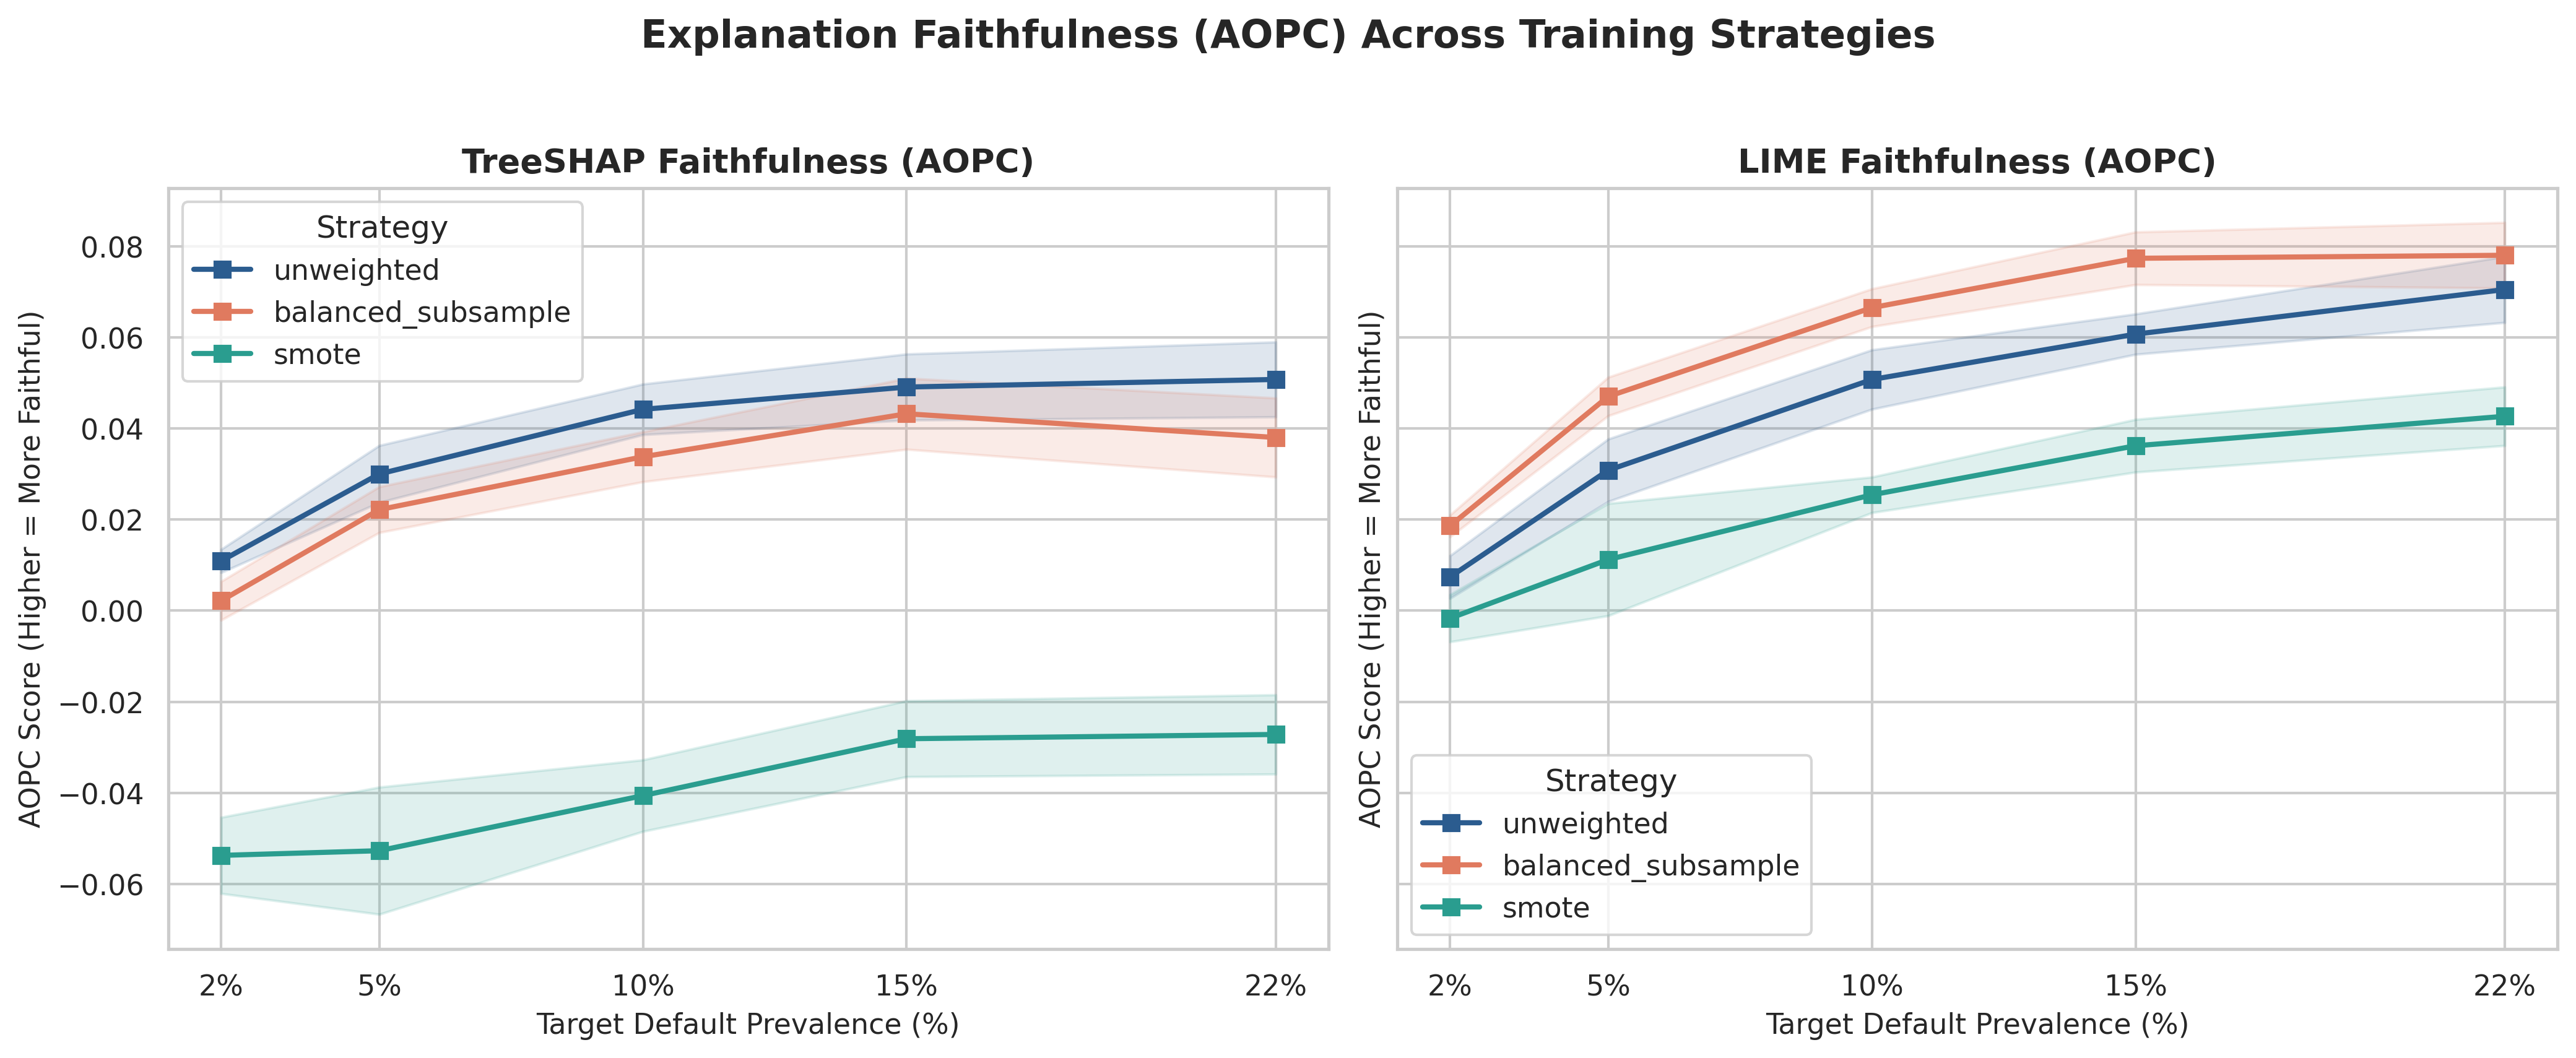 Explanation Faithfulness (AOPC) Across Training Strategies
TreeSHAP Faithfulness (AOPC)
AOPC Score (Higher = More Faithful)
0.08
0.06
0.04
0.02
0.00
−0.02
−0.04
−0.06
Strategy
unweighted
balanced_subsample
smote
2%
5%
10%
15%
22%
Target Default Prevalence (%)
LIME Faithfulness (AOPC)
AOPC Score (Higher = More Faithful)
Strategy
unweighted
balanced_subsample
smote
2%
5%
10%
15%
22%
Target Default Prevalence (%)